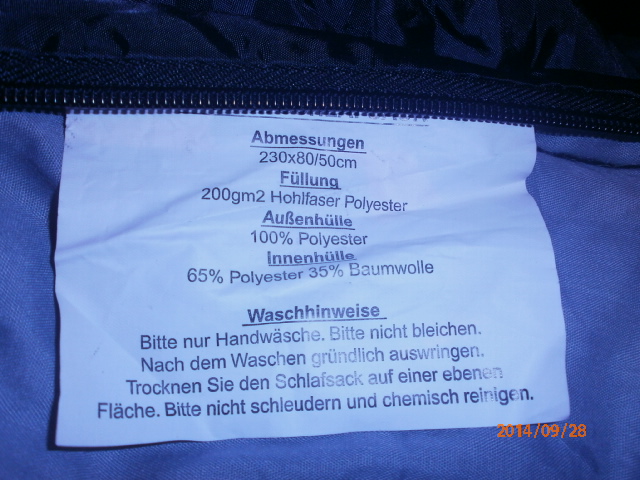 Abmessungen
230x80/50cm
Füllung
200gm2 Hohlfaser Polyester
Außenhülle
100% Polyester
Innenhülle
65% Polyester 35% Baumwolle
Waschhinweise
Bitte nur Handwäsche. Bitte nicht bleichen.
Nach dem Waschen gründlich auswringen.
Trocknen Sie den Schlafsack auf einer ebenen
Fläche. Bitte nicht schleudern und chemisch reinigen.
2014/09/28